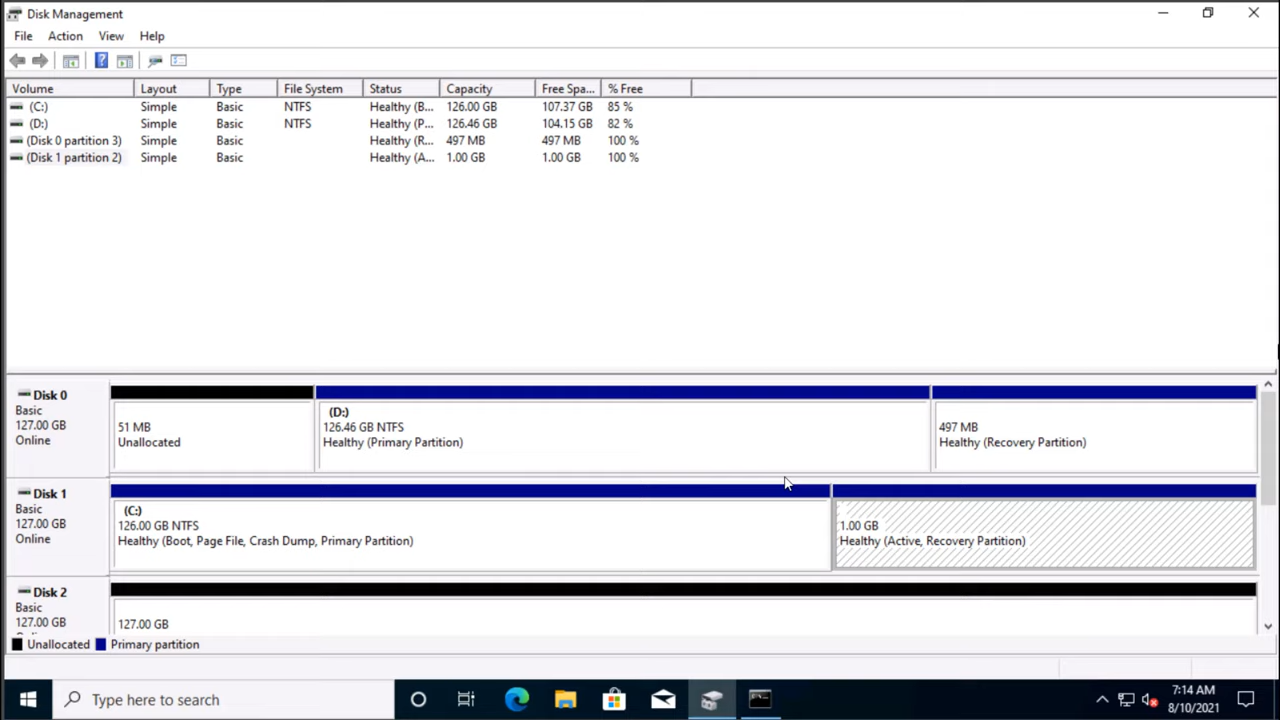 Disk Management
File Action View Help
Volume Layout Type File System Status Capacity Free Spa... % Free
(C:) Simple Basic NTFS Healthy (B... 126.00 GB 107.37 GB 85 %
(D:) Simple Basic NTFS Healthy (P... 126.46 GB 104.15 GB 82 %
(Disk 0 partition 3) Simple Basic Healthy (R... 497 MB 497 MB 100 %
(Disk 1 partition 2) Simple Basic Healthy (A... 1.00 GB 1.00 GB 100 %
Disk 0
Basic
127.00 GB
Online
51 MB
Unallocated
(D:)
126.46 GB NTFS
Healthy (Primary Partition)
497 MB
Healthy (Recovery Partition)
Disk 1
Basic
127.00 GB
Online
(C:)
126.00 GB NTFS
Healthy (Boot, Page File, Crash Dump, Primary Partition)
1.00 GB
Healthy (Active, Recovery Partition)
Disk 2
Basic
127.00 GB
127.00 GB
Unallocated Primary partition
Type here to search
7:14 AM
8/10/2021